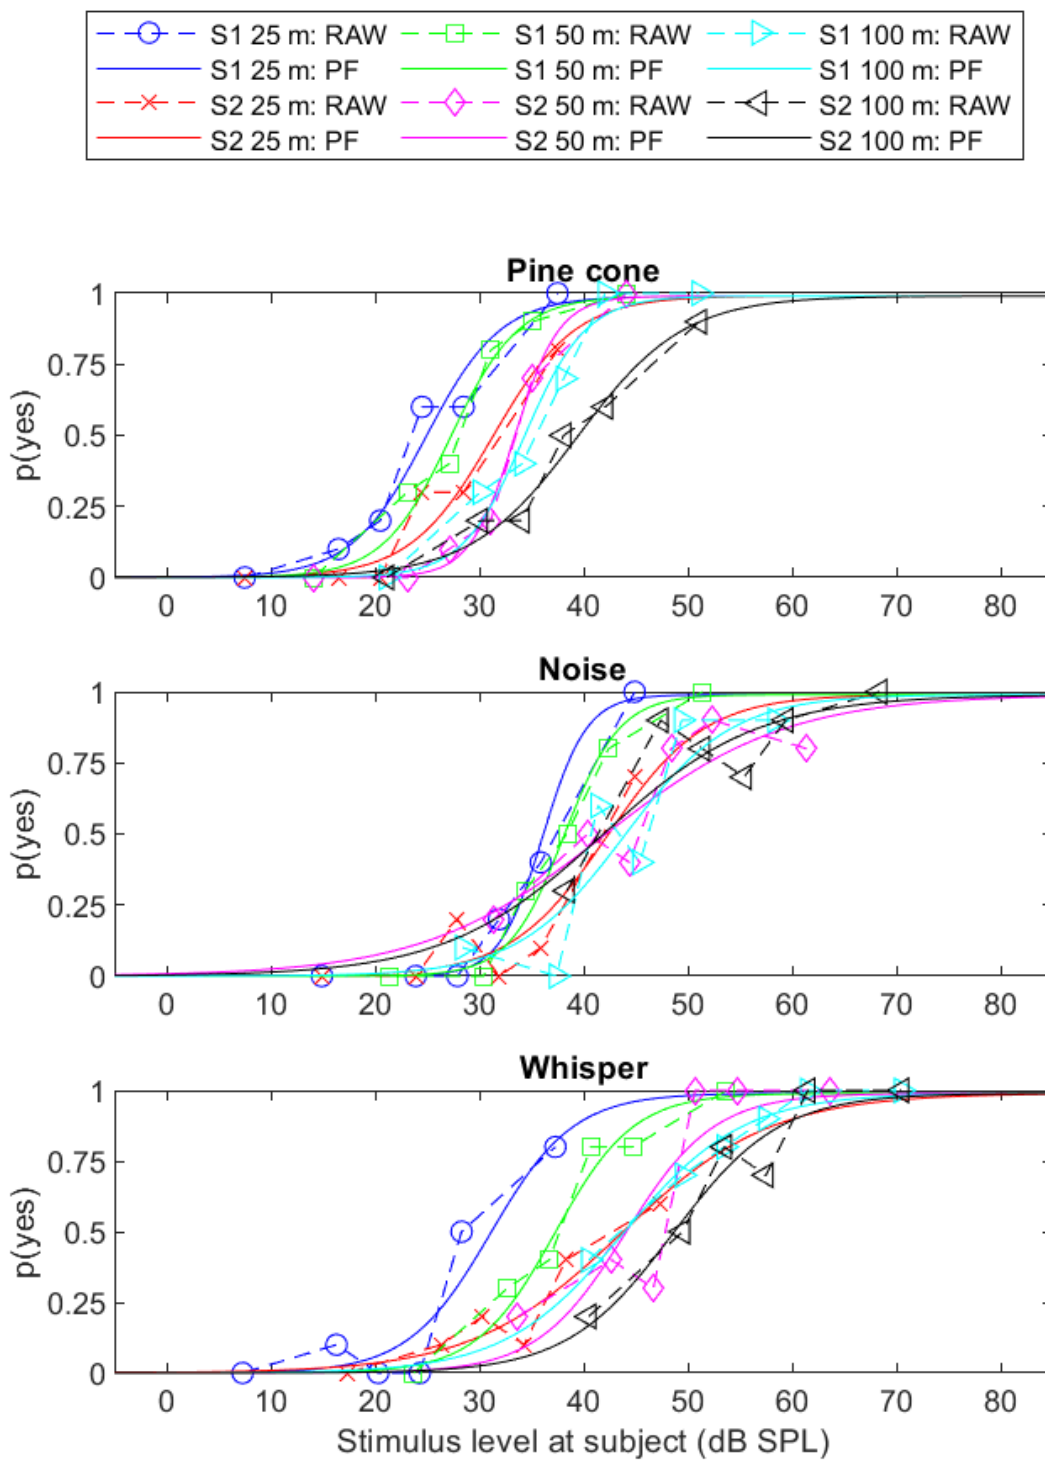 S1 25 m: RAW S1 50 m: RAW S1 100 m: RAW
S1 25 m: PF S1 50 m: PF S1 100 m: PF
S2 25 m: RAW S2 50 m: RAW S2 100 m: RAW
S2 25 m: PF S2 50 m: PF S2 100 m: PF
Pine cone
1
0.75
0.5
0.25
0
p(yes)
0 10 20 30 40 50 60 70 80
Noise
1
0.75
0.5
0.25
0
p(yes)
0 10 20 30 40 50 60 70 80
Whisper
1
0.75
0.5
0.25
0
p(yes)
0 10 20 30 40 50 60 70 80
Stimulus level at subject (dB SPL)